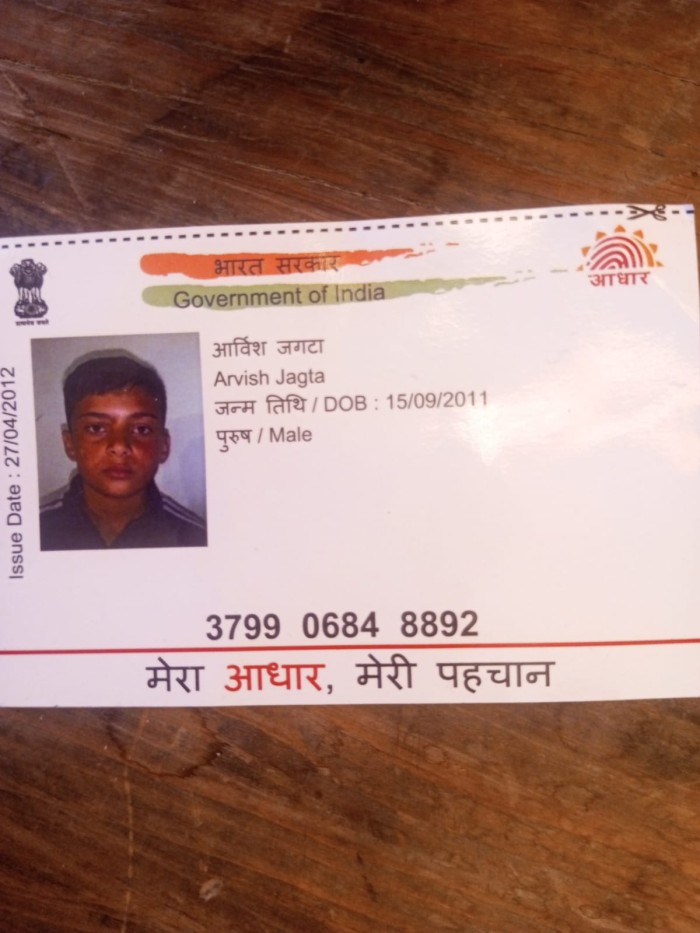 भारत सरकार
Government of India
आधार
आर्विश जगटा
Arvish Jagta
जन्म तिथि / DOB : 15/09/2011
पुरुष / Male
Issue Date : 27/04/2012
3799 0684 8892
मेरा आधार, मेरी पहचान